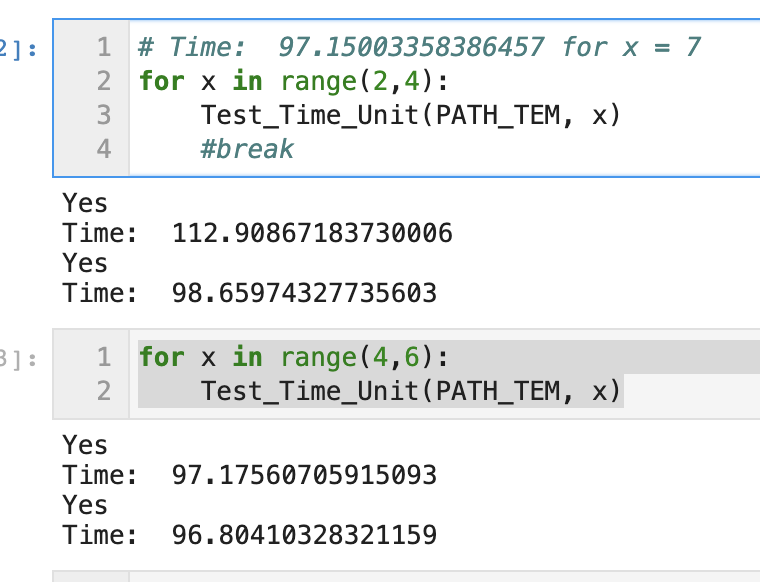 2]:
1 # Time:  97.15003358386457 for x = 7
2 for x in range(2,4):
3     Test_Time_Unit(PATH_TEM, x)
4     #break
Yes
Time:  112.90867183730006
Yes
Time:  98.65974327735603
3]:
1 for x in range(4,6):
2     Test_Time_Unit(PATH_TEM, x)
Yes
Time:  97.17560705915093
Yes
Time:  96.80410328321159